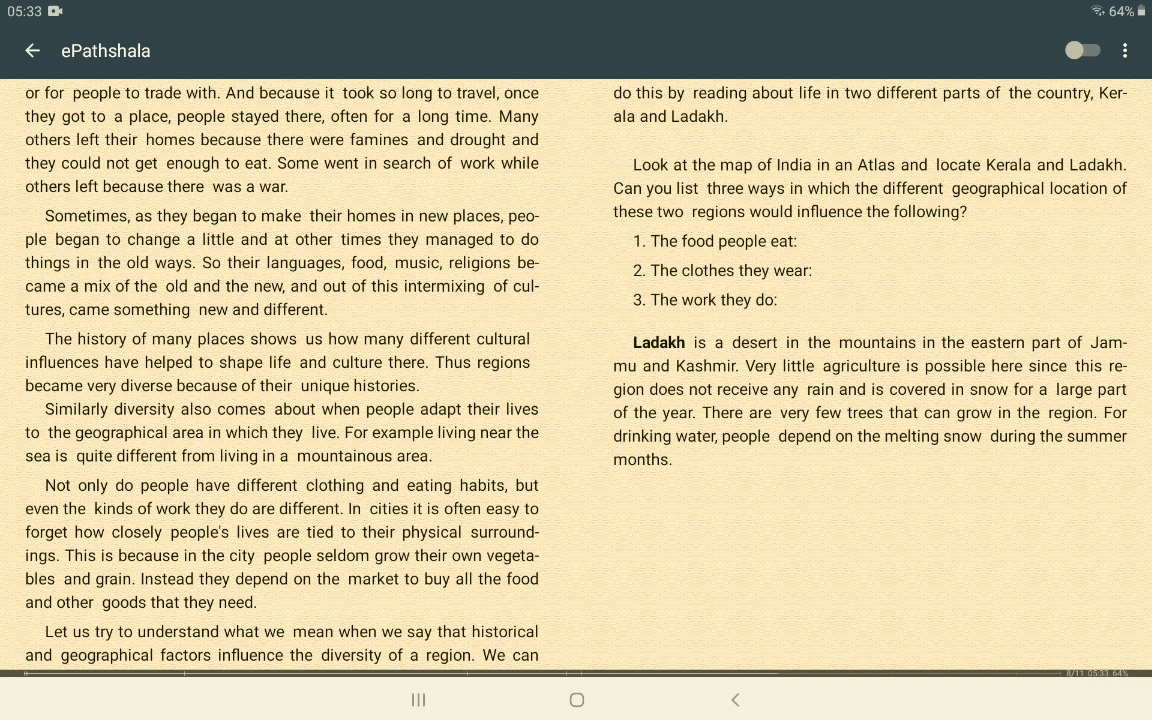 05:33
64%
ePathshala
or for people to trade with. And because it took so long to travel, once
they got to a place, people stayed there, often for a long time. Many
others left their homes because there were famines and drought and
they could not get enough to eat. Some went in search of work while
others left because there was a war.
Sometimes, as they began to make their homes in new places, peo-
ple began to change a little and at other times they managed to do
things in the old ways. So their languages, food, music, religions be-
came a mix of the old and the new, and out of this intermixing of cul-
tures, came something new and different.
The history of many places shows us how many different cultural
influences have helped to shape life and culture there. Thus regions
became very diverse because of their unique histories.
Similarly diversity also comes about when people adapt their lives
to the geographical area in which they live. For example living near the
sea is quite different from living in a mountainous area.
Not only do people have different clothing and eating habits, but
even the kinds of work they do are different. In cities it is often easy to
forget how closely people's lives are tied to their physical surround-
ings. This is because in the city people seldom grow their own vegeta-
bles and grain. Instead they depend on the market to buy all the food
and other goods that they need.
Let us try to understand what we mean when we say that historical
and geographical factors influence the diversity of a region. We can
do this by reading about life in two different parts of the country, Ker-
ala and Ladakh.
Look at the map of India in an Atlas and locate Kerala and Ladakh.
Can you list three ways in which the different geographical location of
these two regions would influence the following?
1. The food people eat:
2. The clothes they wear:
3. The work they do:
Ladakh is a desert in the mountains in the eastern part of Jam-
mu and Kashmir. Very little agriculture is possible here since this re-
gion does not receive any rain and is covered in snow for a large part
of the year. There are very few trees that can grow in the region. For
drinking water, people depend on the melting snow during the summer
months.
8/11 05:33 64%